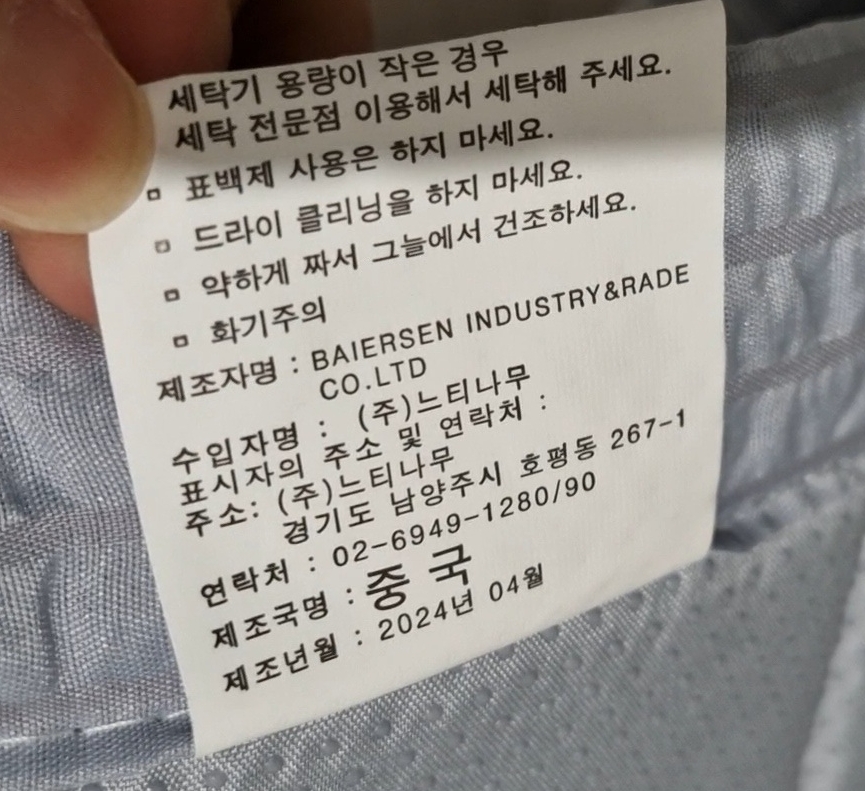 세탁기 용량이 작은 경우
세탁 전문점 이용해서 세탁해 주세요.
▫ 표백제 사용은 하지 마세요.
▫ 드라이 클리닝을 하지 마세요.
▫ 약하게 짜서 그늘에서 건조하세요.
▫ 화기주의
제조자명 : BAIERSEN INDUSTRY&RADE
CO.LTD
수입자명 : (주)느티나무
표시자의 주소 및 연락처 :
주소: (주)느티나무
경기도 남양주시 호평동 267-1
연락처 : 02-6949-1280/90
제조국명 : 중국
제조년월 : 2024년 04월